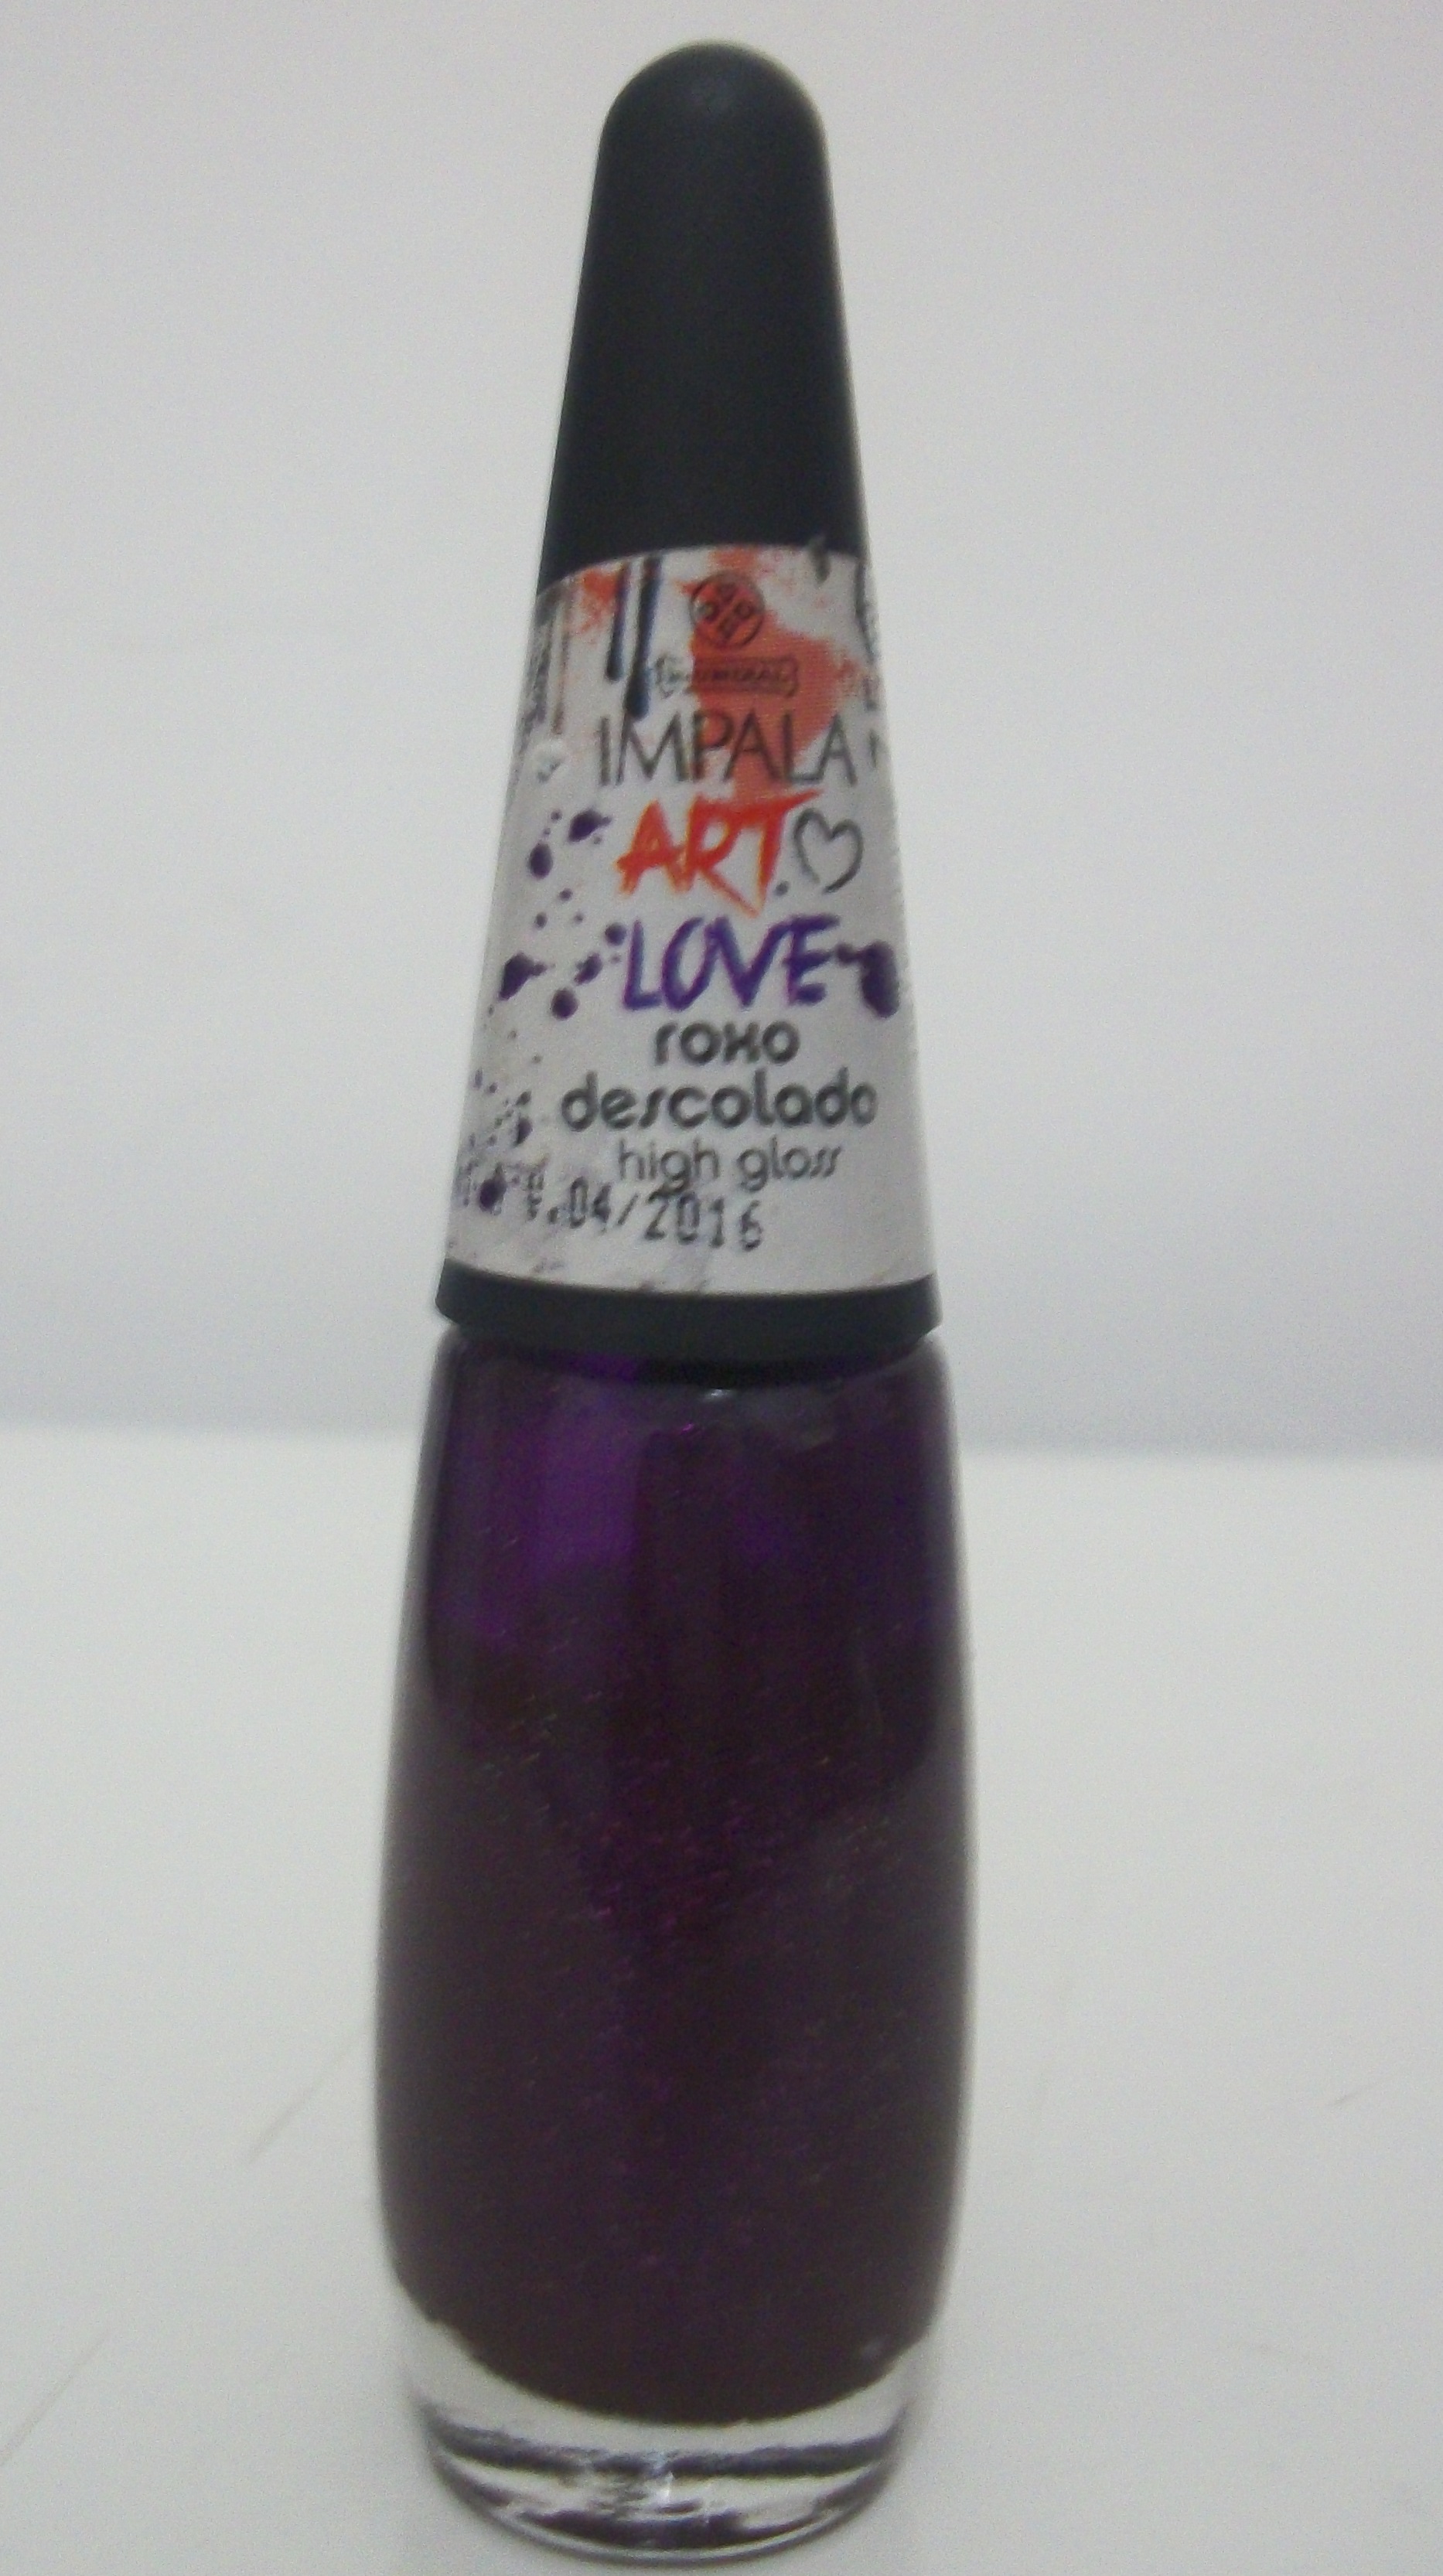 IMPALA
ART.
LOVE
roxo
descolado
high gloss
04/2016